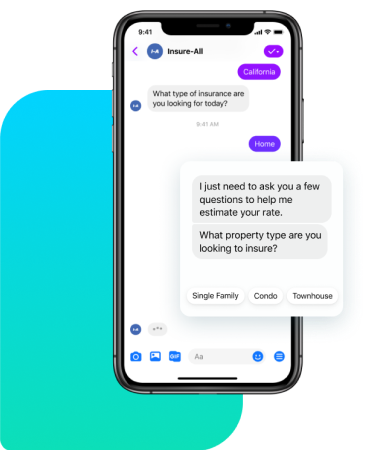 9:41
I-A Insure-All
California
What type of insurance are
you looking for today?
9:41 AM
Home
I just need to ask you a few
questions to help me
estimate your rate.
What property type are you
looking to insure?
Single Family Condo Townhouse
GIF Aa